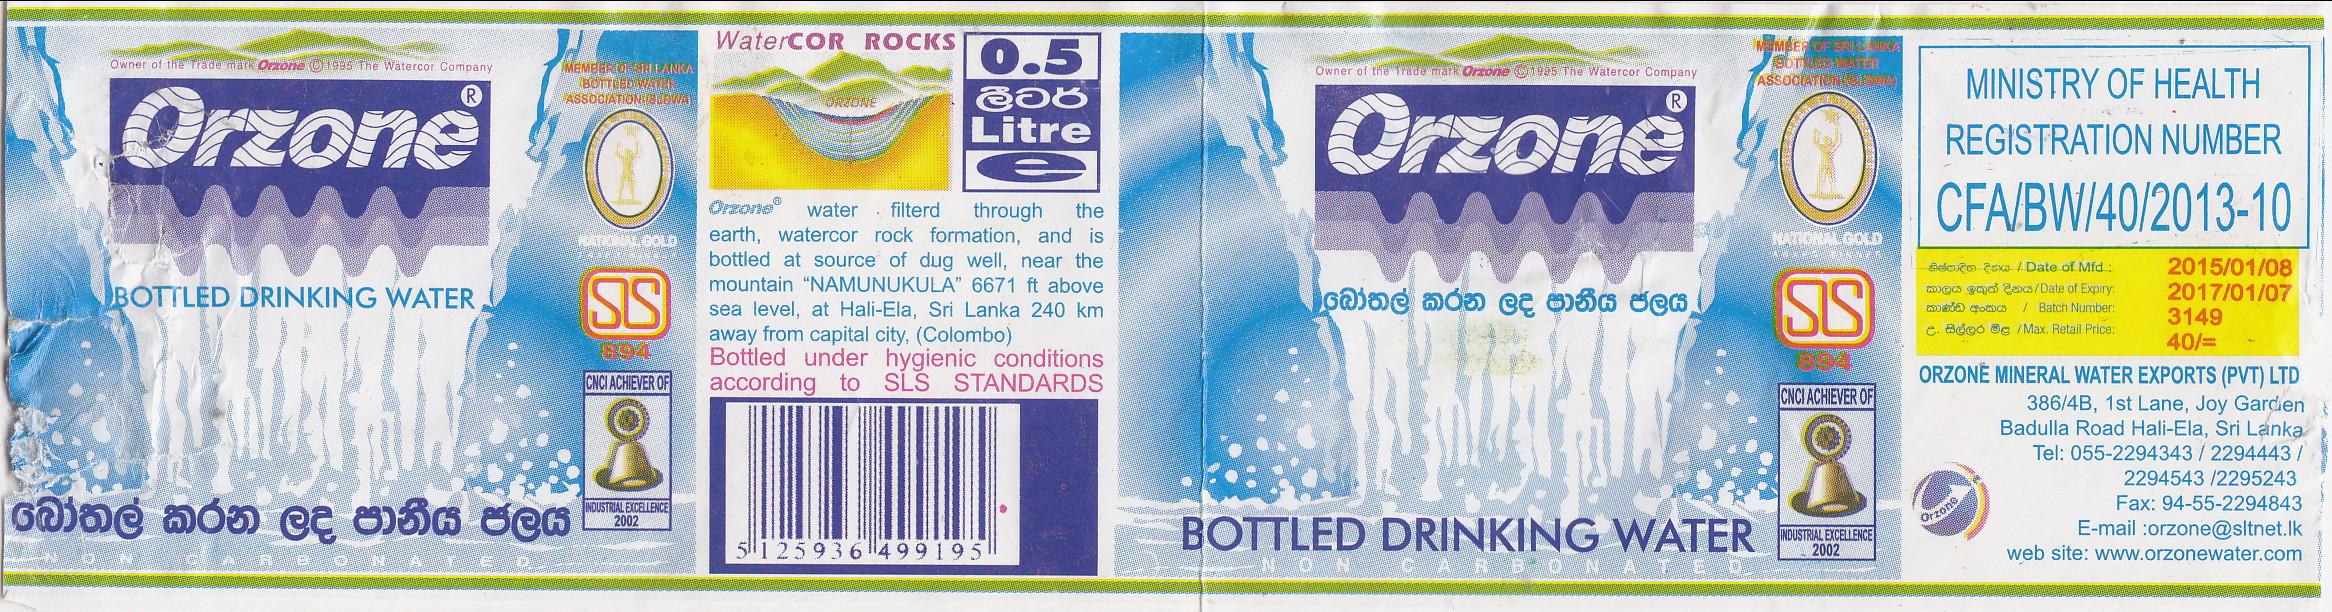 Owner of the Trade mark Orzone ©1995 The Watercor Company
Orzone®
BOTTLED DRINKING WATER
බෝතල් කරන ලද පානීය ජලය
NON CARBONATED
MEMBER OF SRI LANKA
BOTTLED WATER
ASSOCIATION (SLBWA)
NATIONAL GOLD
SLS
894
CNCI ACHIEVER OF
INDUSTRIAL EXCELLENCE
2002
WaterCOR ROCKS
ORZONE
0.5
ලීටර්
Litre
e
Orzone® water filterd through the
earth, watercor rock formation, and is
bottled at source of dug well, near the
mountain “NAMUNUKULA” 6671 ft above
sea level, at Hali-Ela, Sri Lanka 240 km
away from capital city, (Colombo)
Bottled under hygienic conditions
according to SLS STANDARDS
5 125936 499195
Owner of the Trade mark Orzone ©1995 The Watercor Company
Orzone®
බෝතල් කරන ලද පානීය ජලය
BOTTLED DRINKING WATER
NON CARBONATED
MEMBER OF SRI LANKA
BOTTLED WATER
ASSOCIATION (SLBWA)
NATIONAL GOLD
SLS
894
CNCI ACHIEVER OF
INDUSTRIAL EXCELLENCE
2002
MINISTRY OF HEALTH
REGISTRATION NUMBER
CFA/BW/40/2013-10
නිෂ්පාදිත දිනය / Date of Mfd : 2015/01/08
කාලය ඉකුත් දිනය/Date of Expiry: 2017/01/07
කාණ්ඩ අංකය / Batch Number: 3149
උ. සිල්ලර මිළ /Max. Retail Price: 40/=
ORZONE MINERAL WATER EXPORTS (PVT) LTD
386/4B, 1st Lane, Joy Garden
Badulla Road Hali-Ela, Sri Lanka
Tel: 055-2294343 / 2294443 /
2294543 /2295243
Fax: 94-55-2294843
E-mail :orzone@sltnet.lk
web site: www.orzonewater.com
Orzone